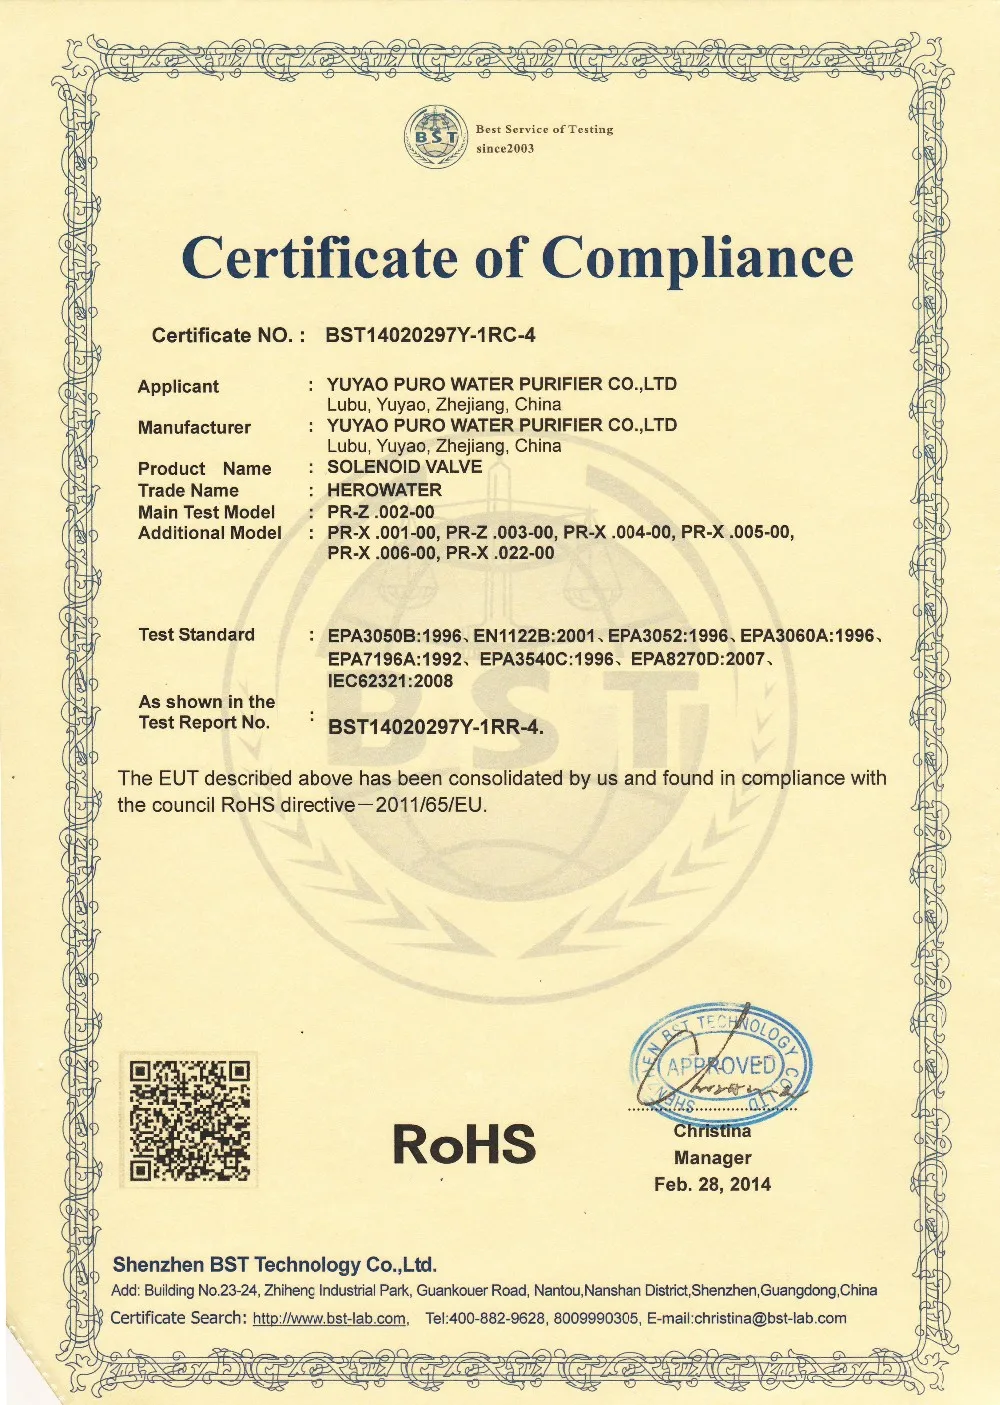 BST
Best Service of Testing
since2003
Certificate of Compliance
Certificate NO. : BST14020297Y-1RC-4
Applicant : YUYAO PURO WATER PURIFIER CO.,LTD
Lubu, Yuyao, Zhejiang, China
Manufacturer : YUYAO PURO WATER PURIFIER CO.,LTD
Lubu, Yuyao, Zhejiang, China
Product Name : SOLENOID VALVE
Trade Name : HEROWATER
Main Test Model : PR-Z .002-00
Additional Model : PR-X .001-00, PR-Z .003-00, PR-X .004-00, PR-X .005-00,
PR-X .006-00, PR-X .022-00
Test Standard : EPA3050B:1996、EN1122B:2001、EPA3052:1996、EPA3060A:1996、
EPA7196A:1992、 EPA3540C:1996、 EPA8270D:2007、
IEC62321:2008
As shown in the
Test Report No. : BST14020297Y-1RR-4.
BST
The EUT described above has been consolidated by us and found in compliance with
the council RoHS directive－2011/65/EU.
SHENZHEN BST TECHNOLOGY CO.,LTD
APPROVED
Christina
RoHS
Christina
Manager
Feb. 28, 2014
Shenzhen BST Technology Co.,Ltd.
Add: Building No.23-24, Zhiheng Industrial Park, Guankouer Road, Nantou,Nanshan District,Shenzhen,Guangdong,China
Certificate Search: http://www.bst-lab.com, Tel:400-882-9628, 8009990305, E-mail:christina@bst-lab.com